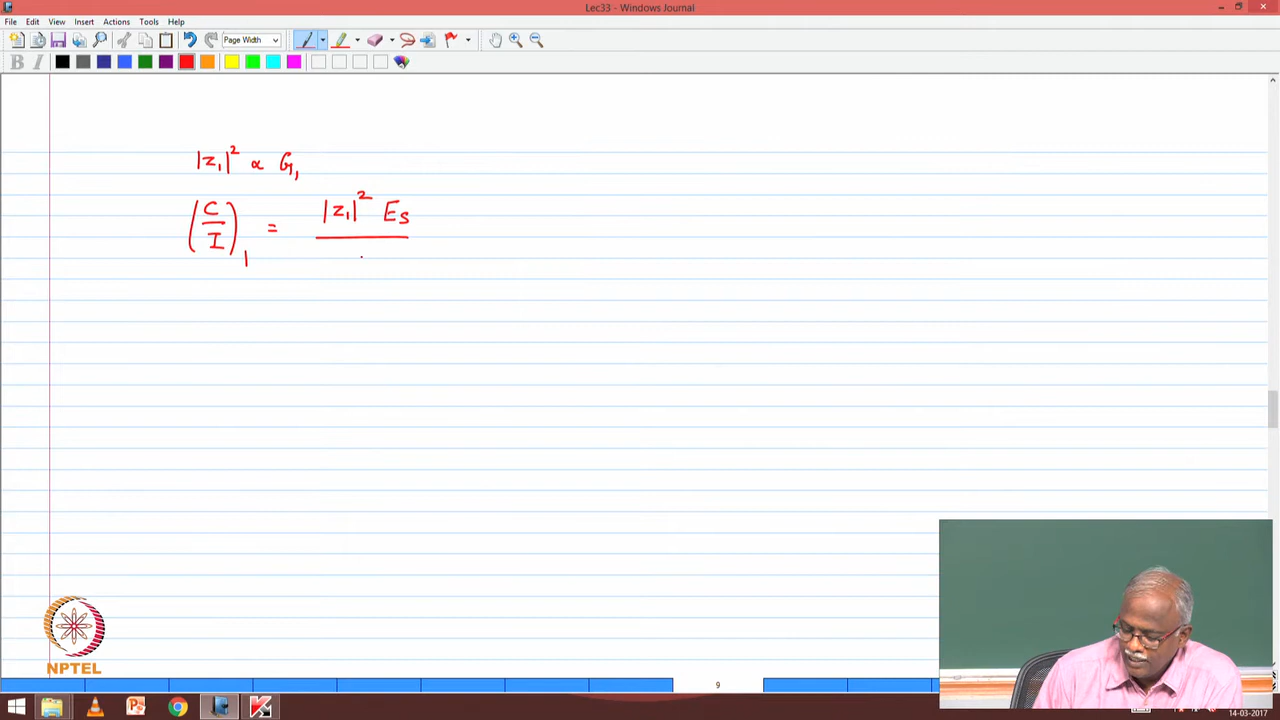 Lec33 - Windows Journal
File Edit View Insert Actions Tools Help
Page Width
B I
|z₁|² ∝ G₁
(C/I)₁ = |z₁|² E_S
9
NPTEL
14-03-2017